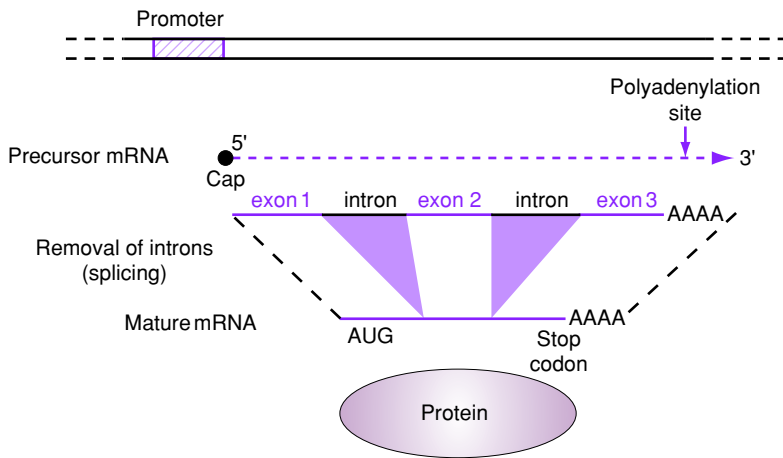 Promoter
Polyadenylation
site
Precursor mRNA
5'
3'
Cap
exon 1 intron exon 2 intron exon 3
AAAA
Removal of introns
(splicing)
Mature mRNA
AAAA
AUG
Stop
codon
Protein